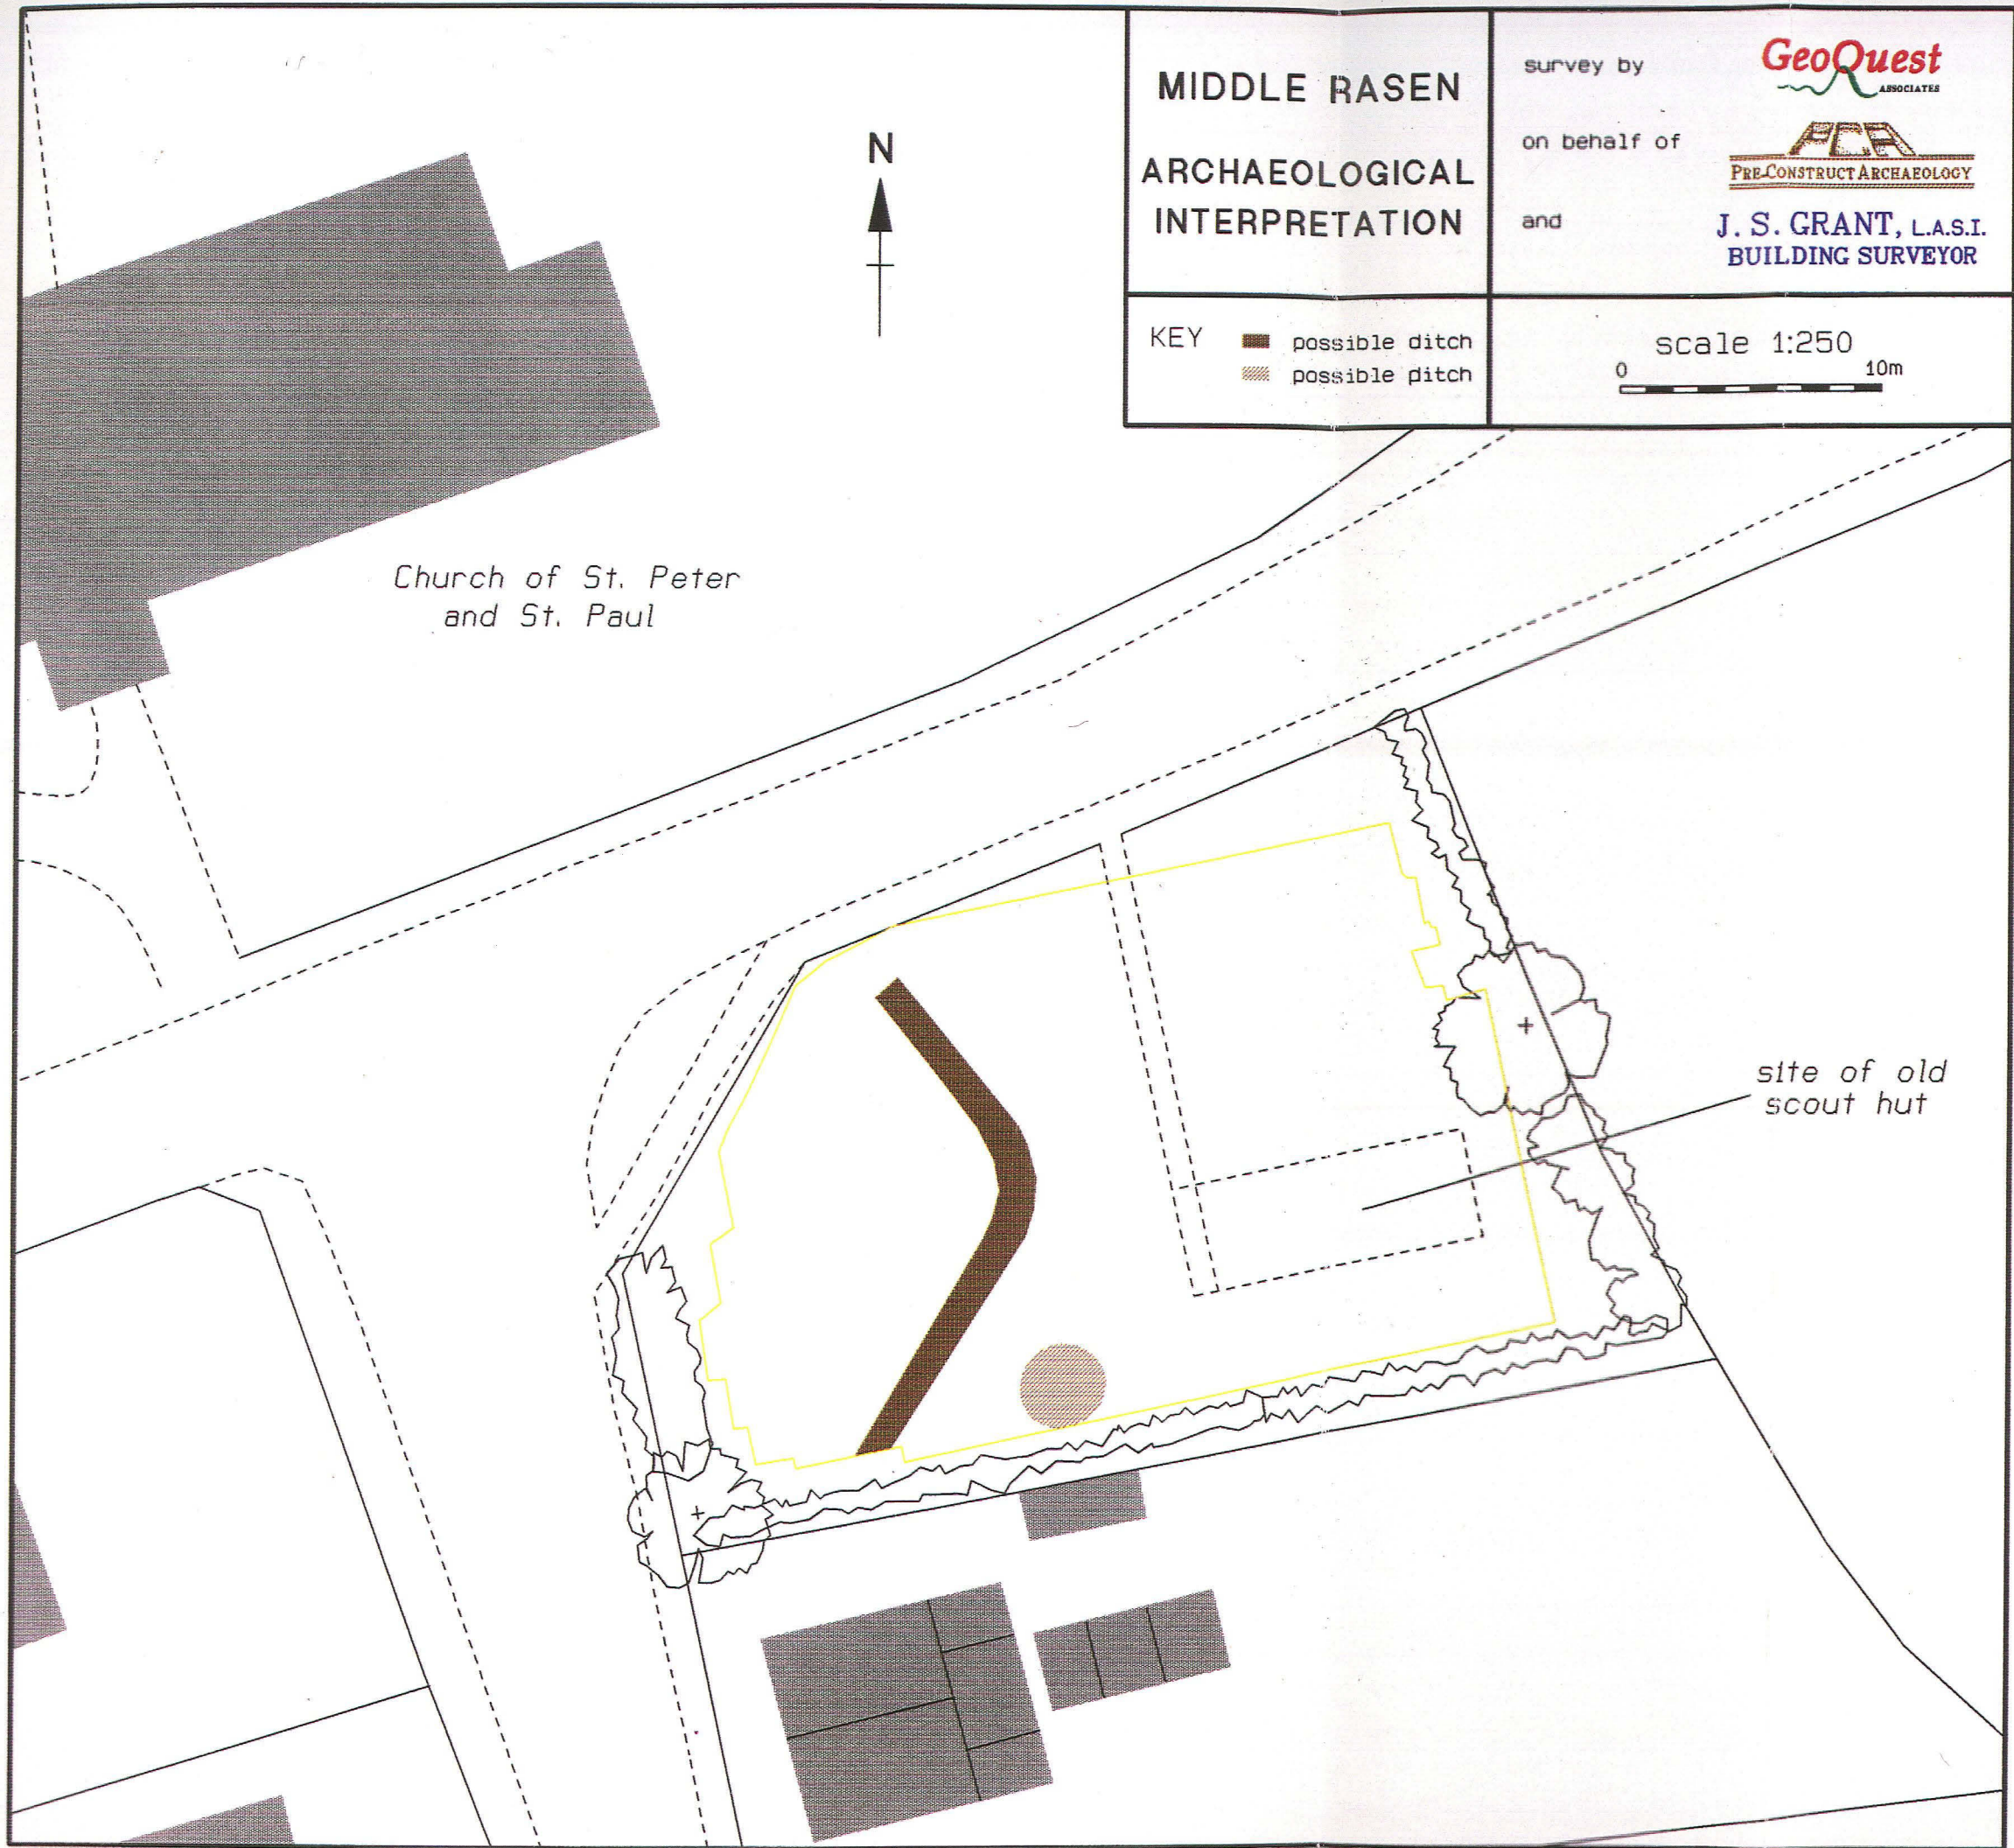 MIDDLE RASEN
ARCHAEOLOGICAL
INTERPRETATION
survey by
GeoQuest
ASSOCIATES
on behalf of
PCA
PRE-CONSTRUCT ARCHAEOLOGY
and
J. S. GRANT, L.A.S.I.
BUILDING SURVEYOR
KEY
possible ditch
possible pitch
scale 1:250
0 10m
N
Church of St. Peter
and St. Paul
site of old
scout hut